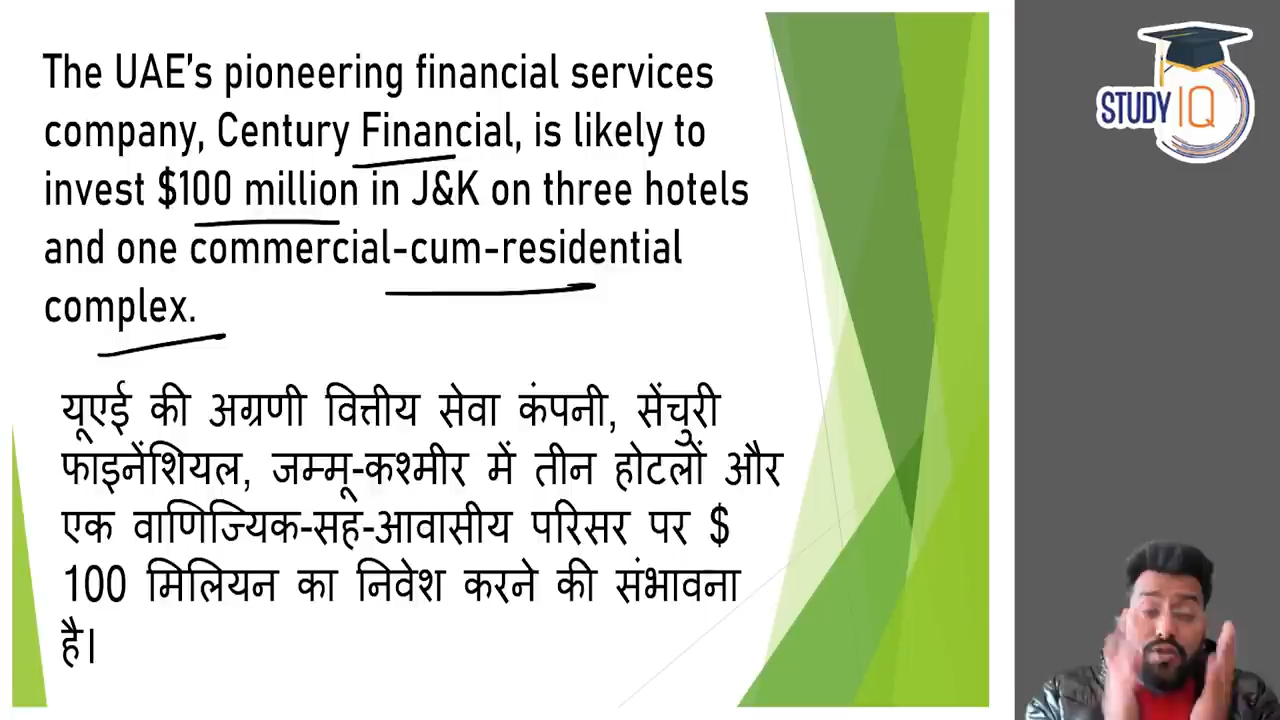 The UAE's pioneering financial services
company, Century Financial, is likely to
invest $100 million in J&K on three hotels
and one commercial-cum-residential
complex.
यूएई की अग्रणी वित्तीय सेवा कंपनी, सेंचुरी
फाइनेंशियल, जम्मू-कश्मीर में तीन होटलों और
एक वाणिज्यिक-सह-आवासीय परिसर पर $
100 मिलियन का निवेश करने की संभावना
है।
STUDY IQ